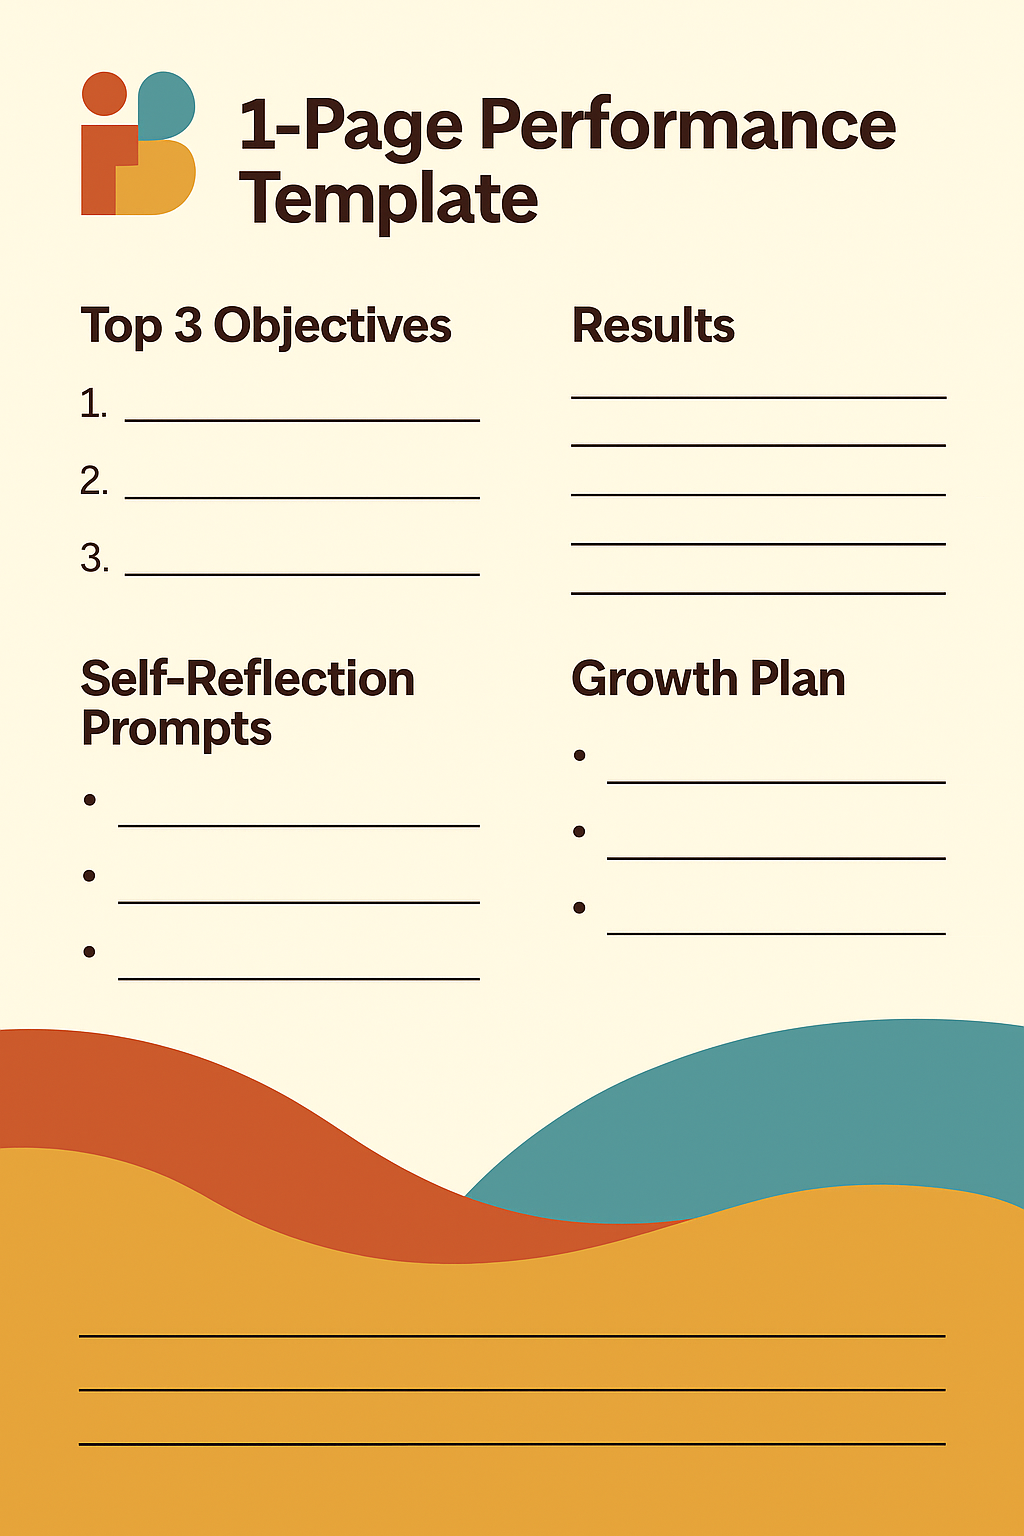 1-Page Performance
Template
Top 3 Objectives
1.
2.
3.
Results
Self-Reflection
Prompts
•
•
•
Growth Plan
•
•
•